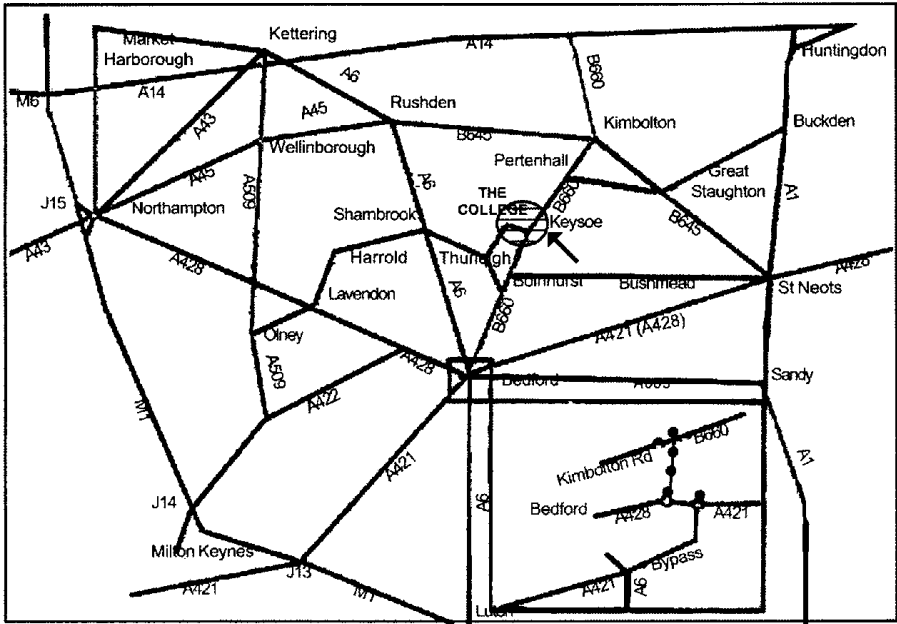 Kettering
Market
Harborough
A14
Huntingdon
M6
A14
A6
B660
A43
A45
Rushden
Kimbolton
Buckden
B645
Wellinborough
Pertenhall
Great
Staughton
A45
A509
A6
THE
COLLEGE
B660
A1
J15
Northampton
Shambrook
Keysoe
B645
A43
A428
Harrold
Thurleigh
A428
Lavendon
A6
Bolnhurst
Bushmead
St Neots
B660
Olney
A421 (A428)
A509
A428
Bedford
Sandy
M1
A422
A421
B660
A1
Kimbolton Rd
J14
A6
Bedford
A428
A421
Milton Keynes
Bypass
J13
A421
M1
A421
A6
Luton